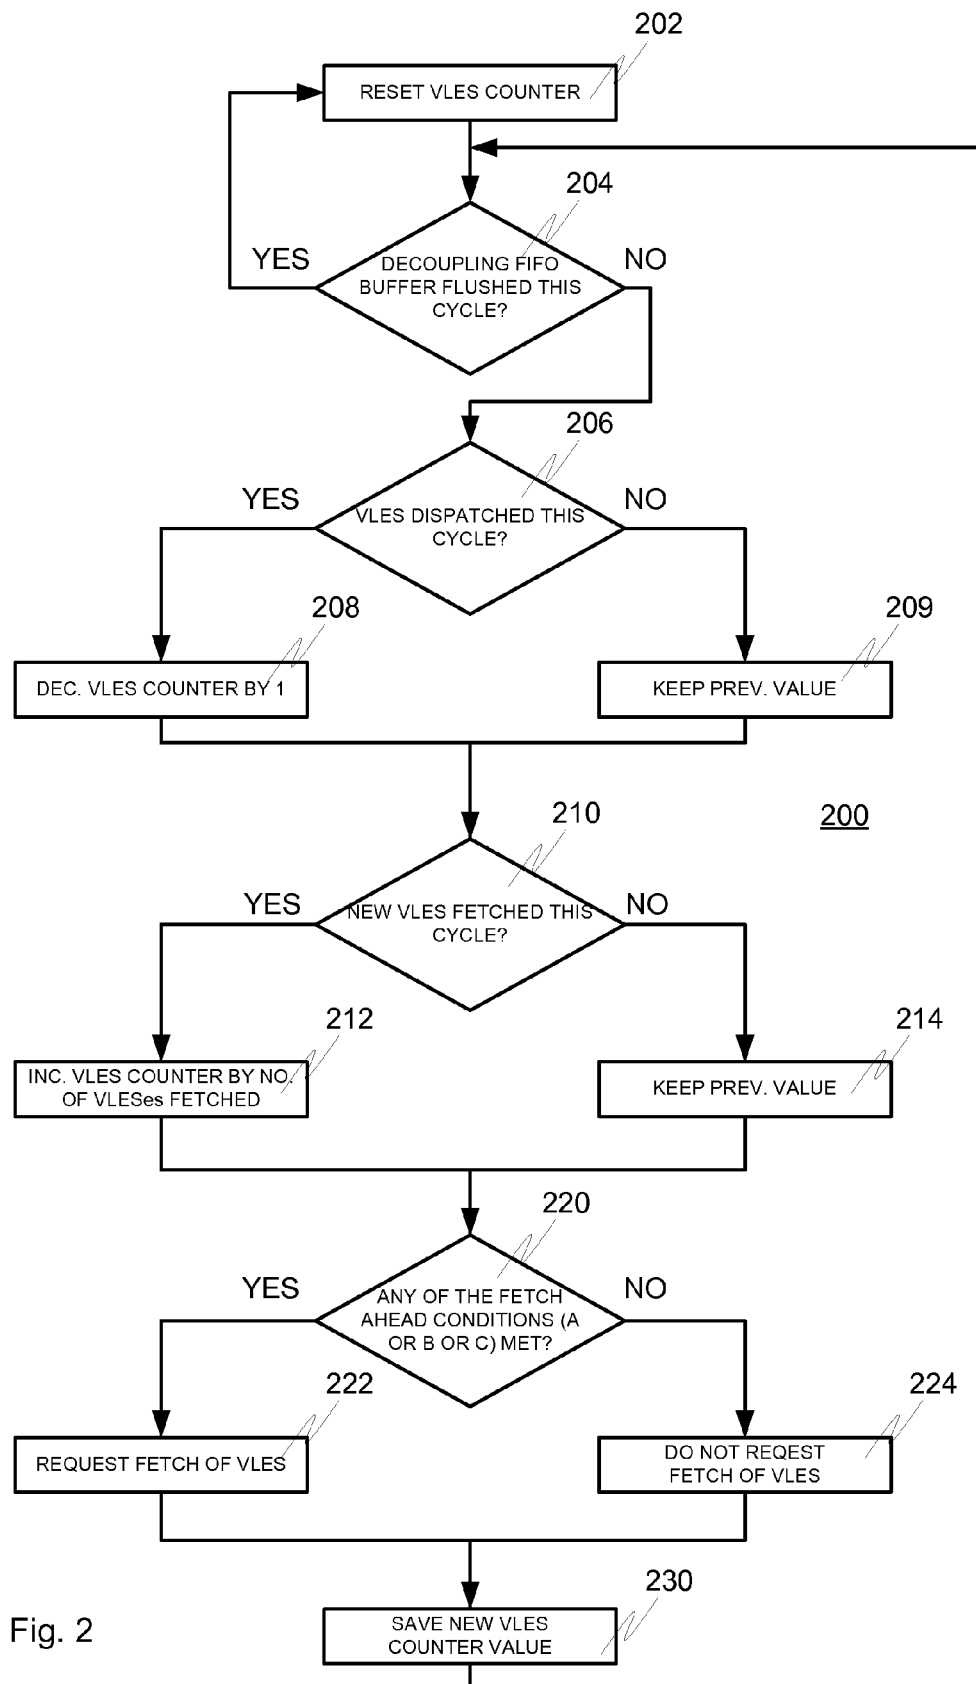 202
RESET VLES COUNTER
204
YES
NO
DECOUPLING FIFO
BUFFER FLUSHED THIS
CYCLE?
206
YES
NO
VLES DISPATCHED THIS
CYCLE?
208
209
DEC. VLES COUNTER BY 1
KEEP PREV. VALUE
200
210
YES
NO
NEW VLES FETCHED THIS
CYCLE?
212
214
INC. VLES COUNTER BY NO.
OF VLESes FETCHED
KEEP PREV. VALUE
220
YES
NO
ANY OF THE FETCH
AHEAD CONDITIONS (A
OR B OR C) MET?
222
224
REQUEST FETCH OF VLES
DO NOT REQEST
FETCH OF VLES
230
SAVE NEW VLES
COUNTER VALUE
Fig. 2